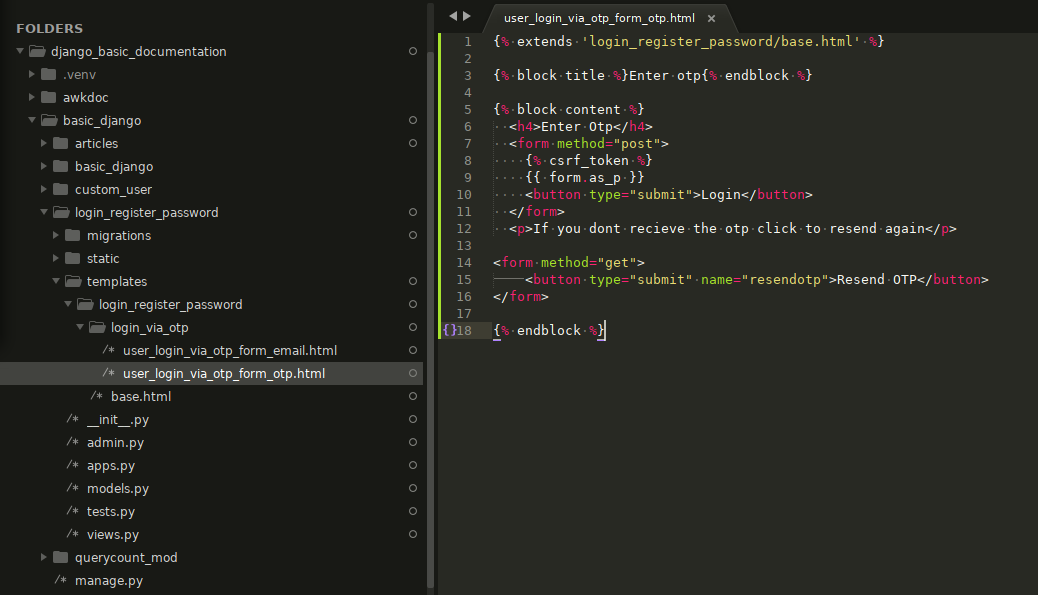 FOLDERS
django_basic_documentation
.venv
awkdoc
basic_django
articles
basic_django
custom_user
login_register_password
migrations
static
templates
login_register_password
login_via_otp
/* user_login_via_otp_form_email.html
/* user_login_via_otp_form_otp.html
/* base.html
/* __init__.py
/* admin.py
/* apps.py
/* models.py
/* tests.py
/* views.py
querycount_mod
/* manage.py
user_login_via_otp_form_otp.html ×
1 {% extends 'login_register_password/base.html' %}
2
3 {% block title %}Enter otp{% endblock %}
4
5 {% block content %}
6 <h4>Enter Otp</h4>
7 <form method="post">
8 {% csrf_token %}
9 {{ form.as_p }}
10 <button type="submit">Login</button>
11 </form>
12 <p>If you dont recieve the otp click to resend again</p>
13
14 <form method="get">
15 <button type="submit" name="resendotp">Resend OTP</button>
16 </form>
17
{}18 {% endblock %}